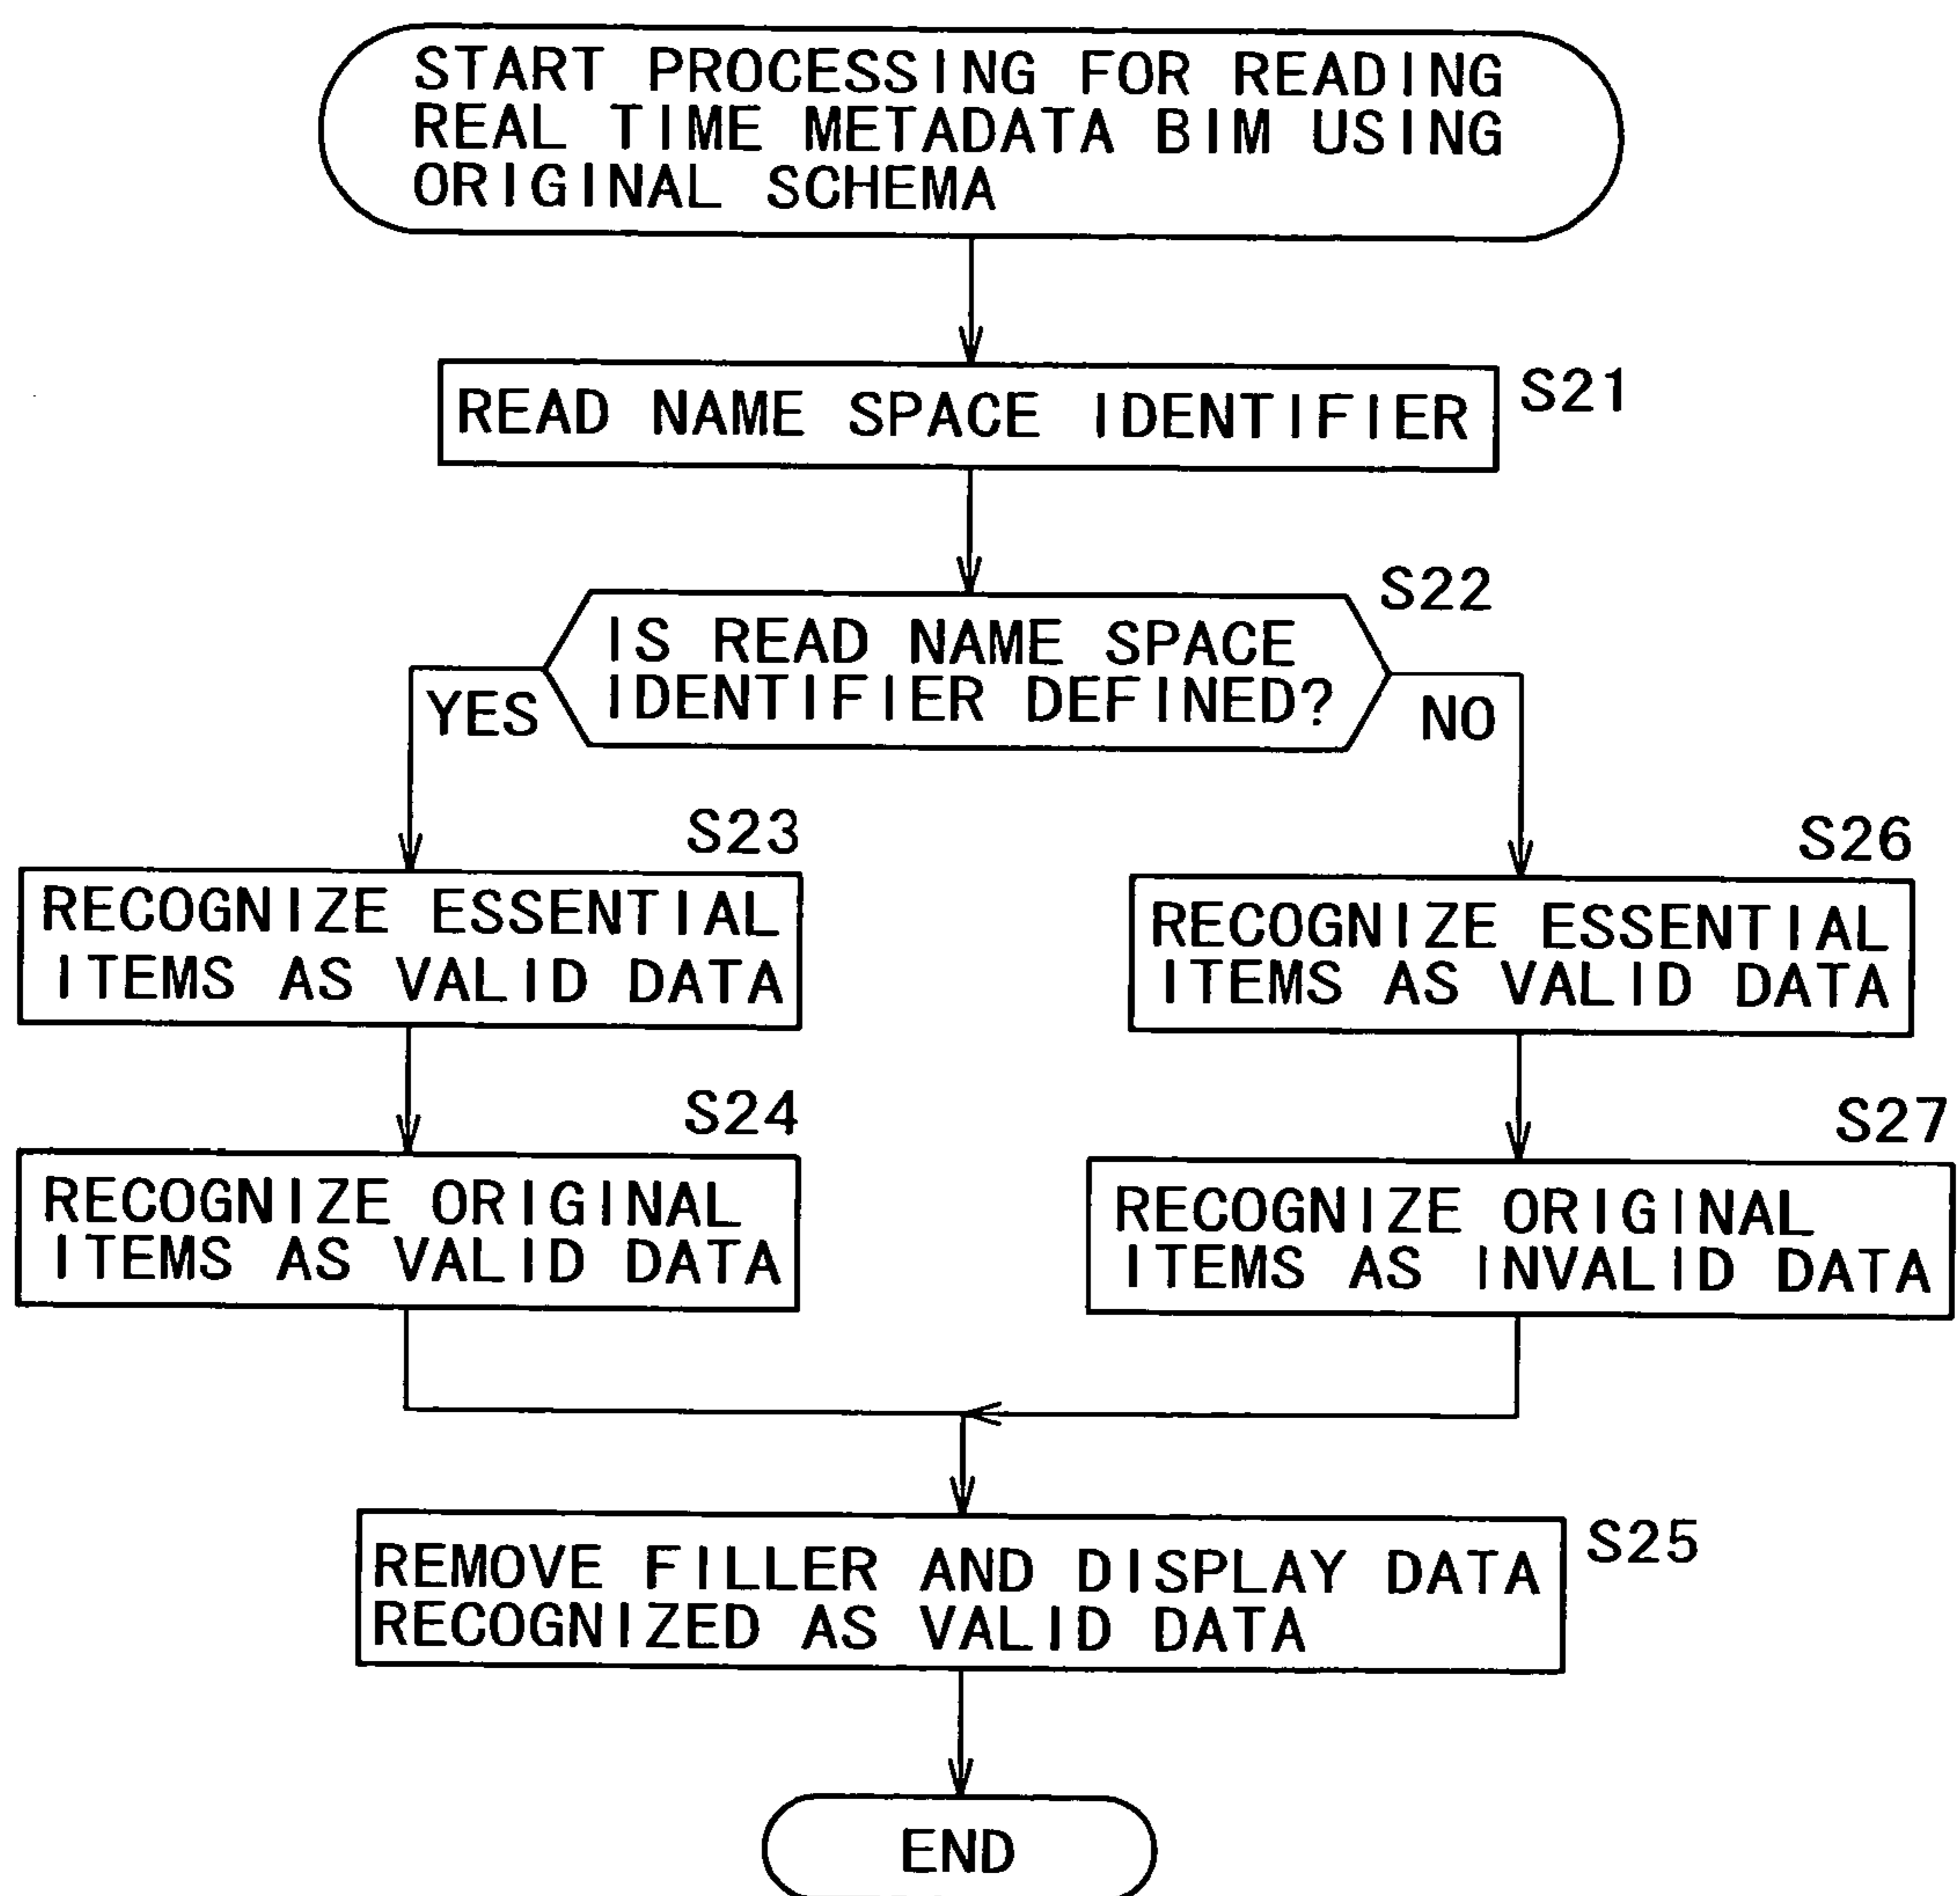 START PROCESSING FOR READING
REAL TIME METADATA BIM USING
ORIGINAL SCHEMA
READ NAME SPACE IDENTIFIER
S21
S22
IS READ NAME SPACE
IDENTIFIER DEFINED?
YES
NO
S23
RECOGNIZE ESSENTIAL
ITEMS AS VALID DATA
S26
RECOGNIZE ESSENTIAL
ITEMS AS VALID DATA
S24
RECOGNIZE ORIGINAL
ITEMS AS VALID DATA
S27
RECOGNIZE ORIGINAL
ITEMS AS INVALID DATA
REMOVE FILLER AND DISPLAY DATA
RECOGNIZED AS VALID DATA
S25
END